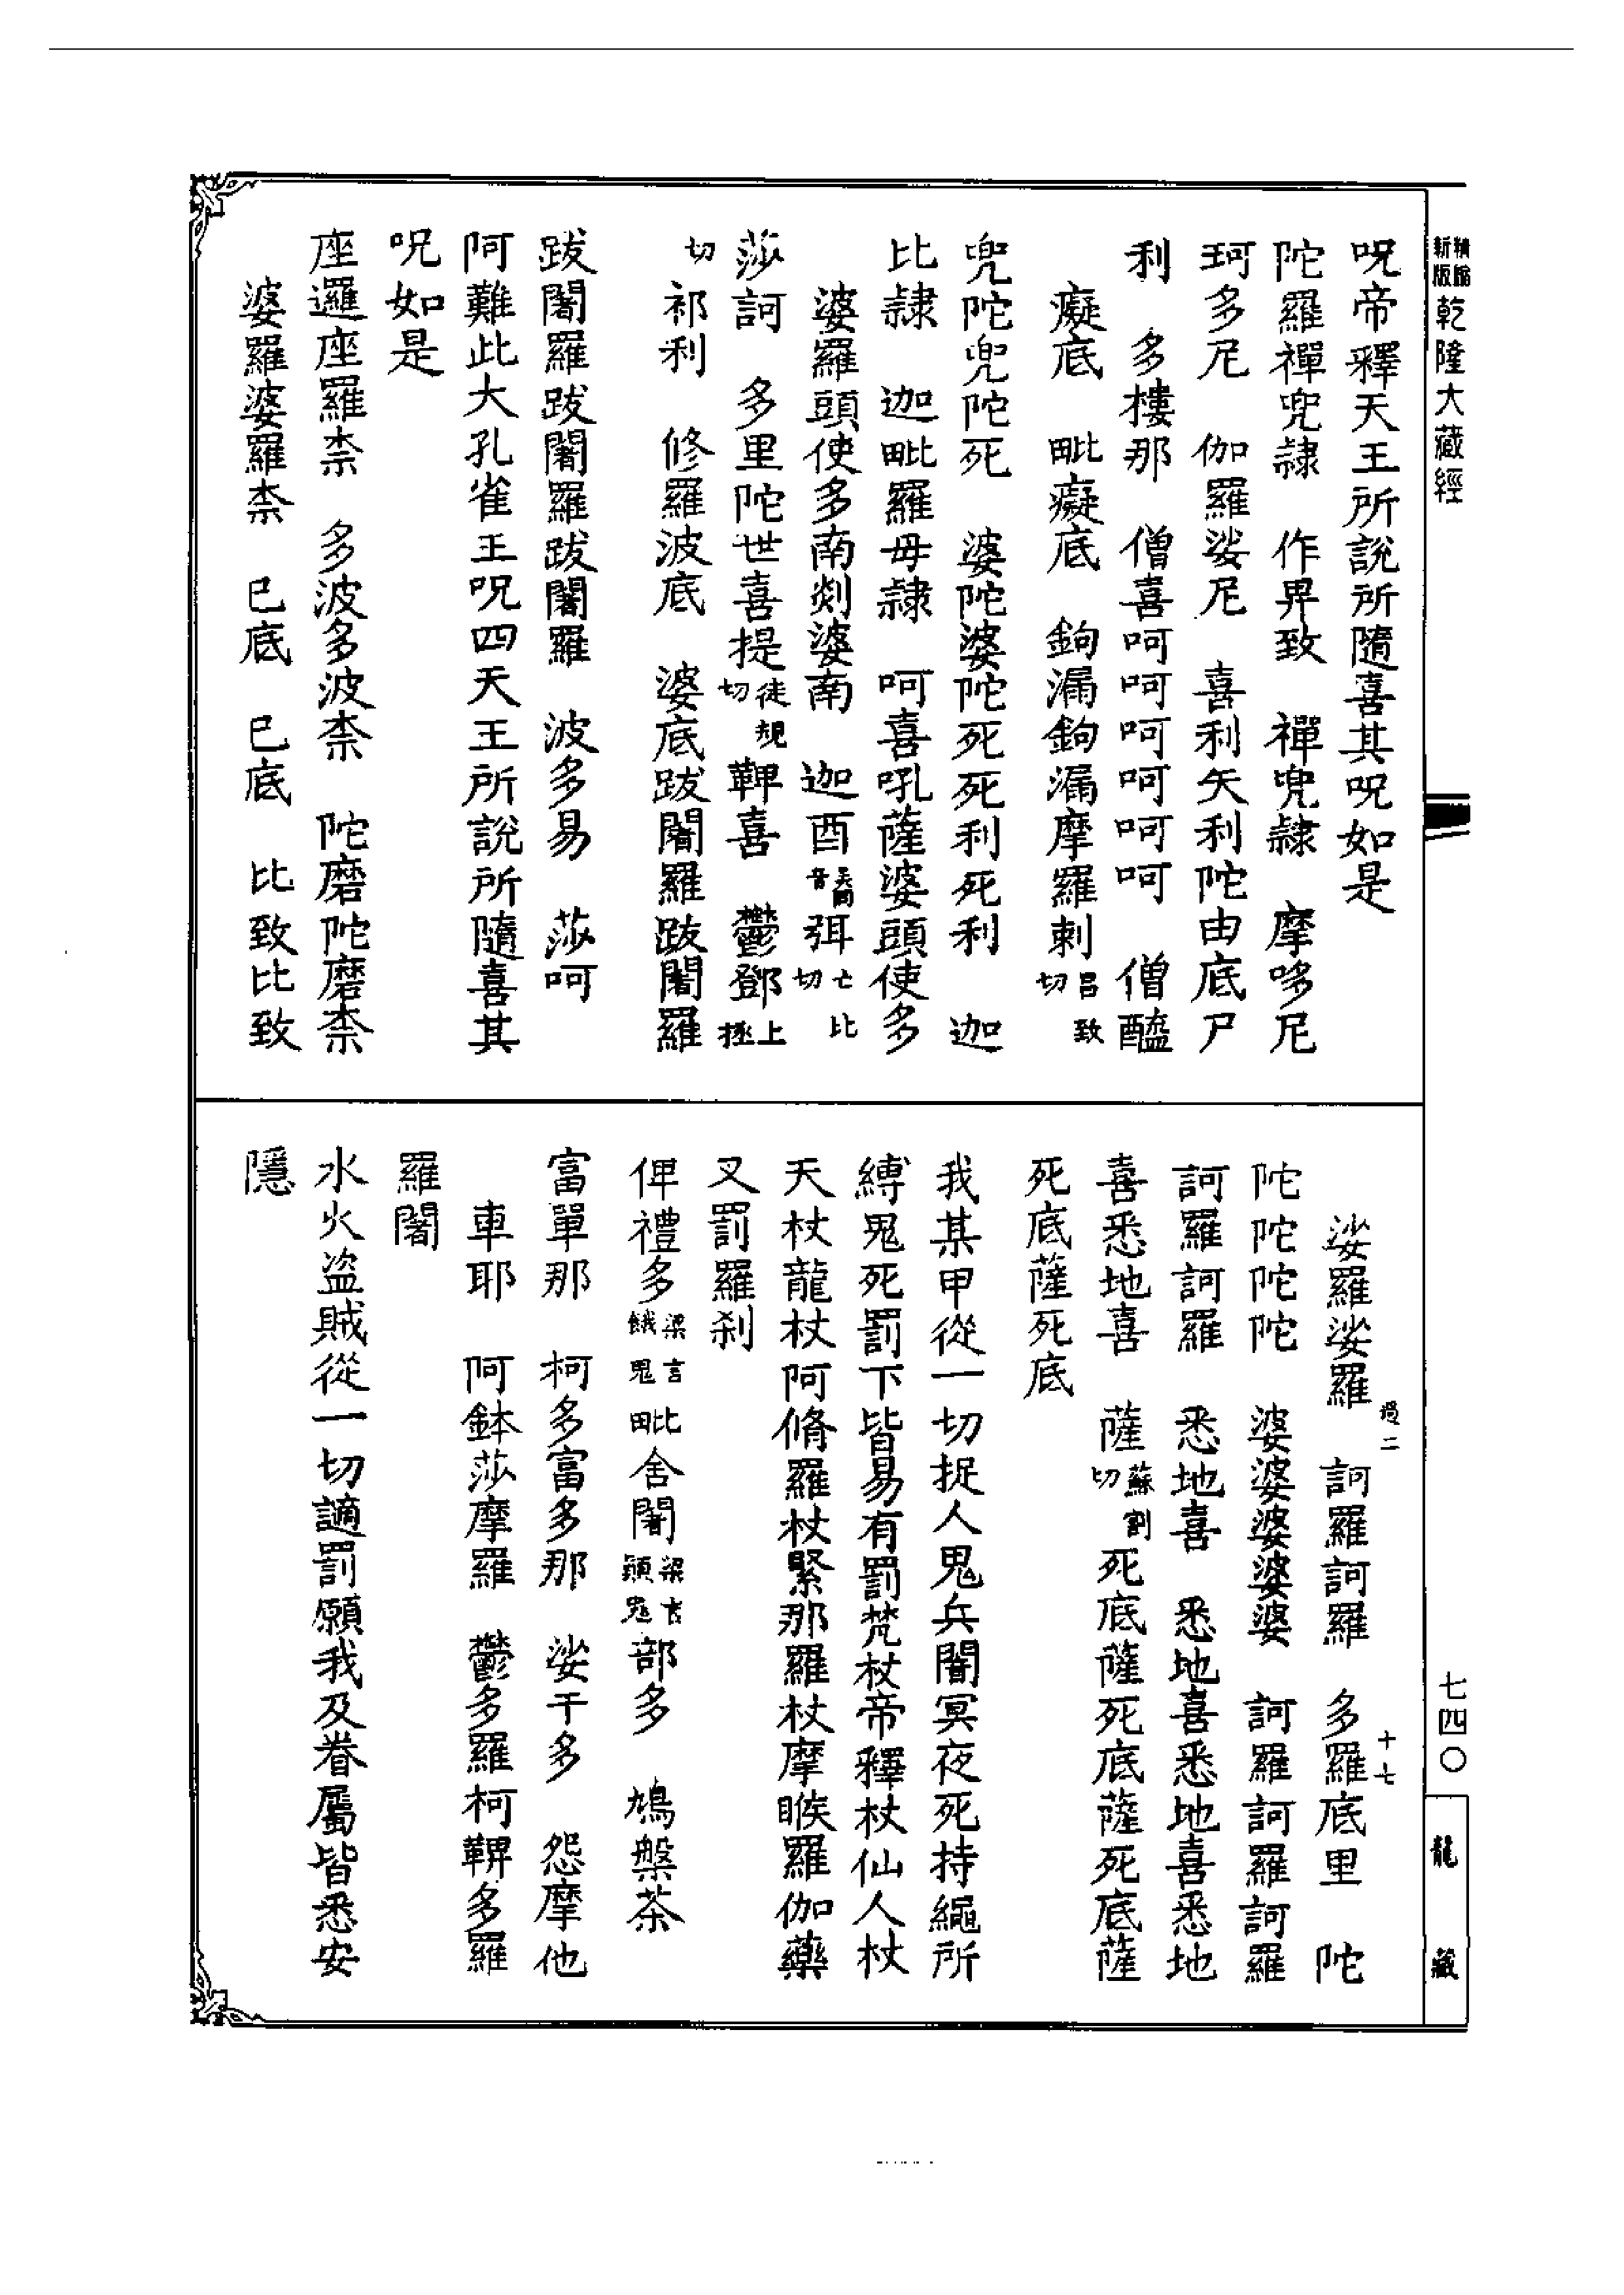 新版
乾隆大藏經
七四〇
龍藏
呪帝釋天王所說所隨喜其呪如是
陀羅禪兜隷　作畀致　禪兜隷　摩哆尼
珂多尼　伽羅娑尼　喜利矢利陀由底尸
利　多樓那　僧喜呵呵呵呵呵呵　僧醯
癡底　毗癡底　鉤漏鉤漏摩羅剌呂致切
兜陀兜陀死　婆陀婆陀死死利死利　迦
比隷　迦毗羅毋隷　呵喜吼薩婆頭使多
婆羅頭使多南剡婆南　迦酉音弭亡比切
莎訶　多里陀世喜提徒規切鞞喜　鬱鄧上拯
切祁利　修羅波底　婆底跋闍羅跋闍羅
跋闍羅跋闍羅跋闍羅　波多易　莎呵
阿難此大孔雀王呪四天王所說所隨喜其
呪如是
座邏座羅柰　多波多波柰　陀磨陀磨柰
婆羅婆羅柰　巳底　巳底　比致比致
過二　十七
娑羅娑羅　訶羅訶羅　多羅底里　陀
陀陀陀陀　婆婆婆婆婆　訶羅訶羅訶羅
訶羅訶羅　悉地喜　悉地喜悉地喜悉地
喜悉地喜　薩蘇割切死底薩死底薩死底薩
死底薩死底
我某甲從一切捉人鬼兵闇冥夜死持繩所
縛鬼死罰下皆易有罰梵杖帝釋杖仙人杖
天杖龍杖阿脩羅杖緊那羅杖摩睺羅伽藥
叉罰羅刹
俾禮多梁言餓鬼毗舍闍梁言顛鬼部多　鳩槃茶
富單那　柯多富多那　娑干多　怨摩他
車耶　阿鉢莎摩羅　鬱多羅柯鞞多羅
羅闍
水火盜賊從一切讁罰願我及眷屬皆悉安
隱